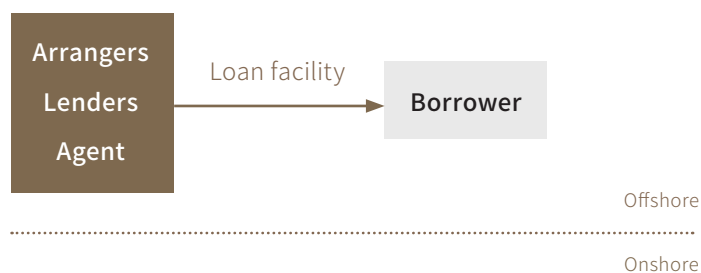 Arrangers
Lenders
Agent
Loan facility
Borrower
Offshore
Onshore